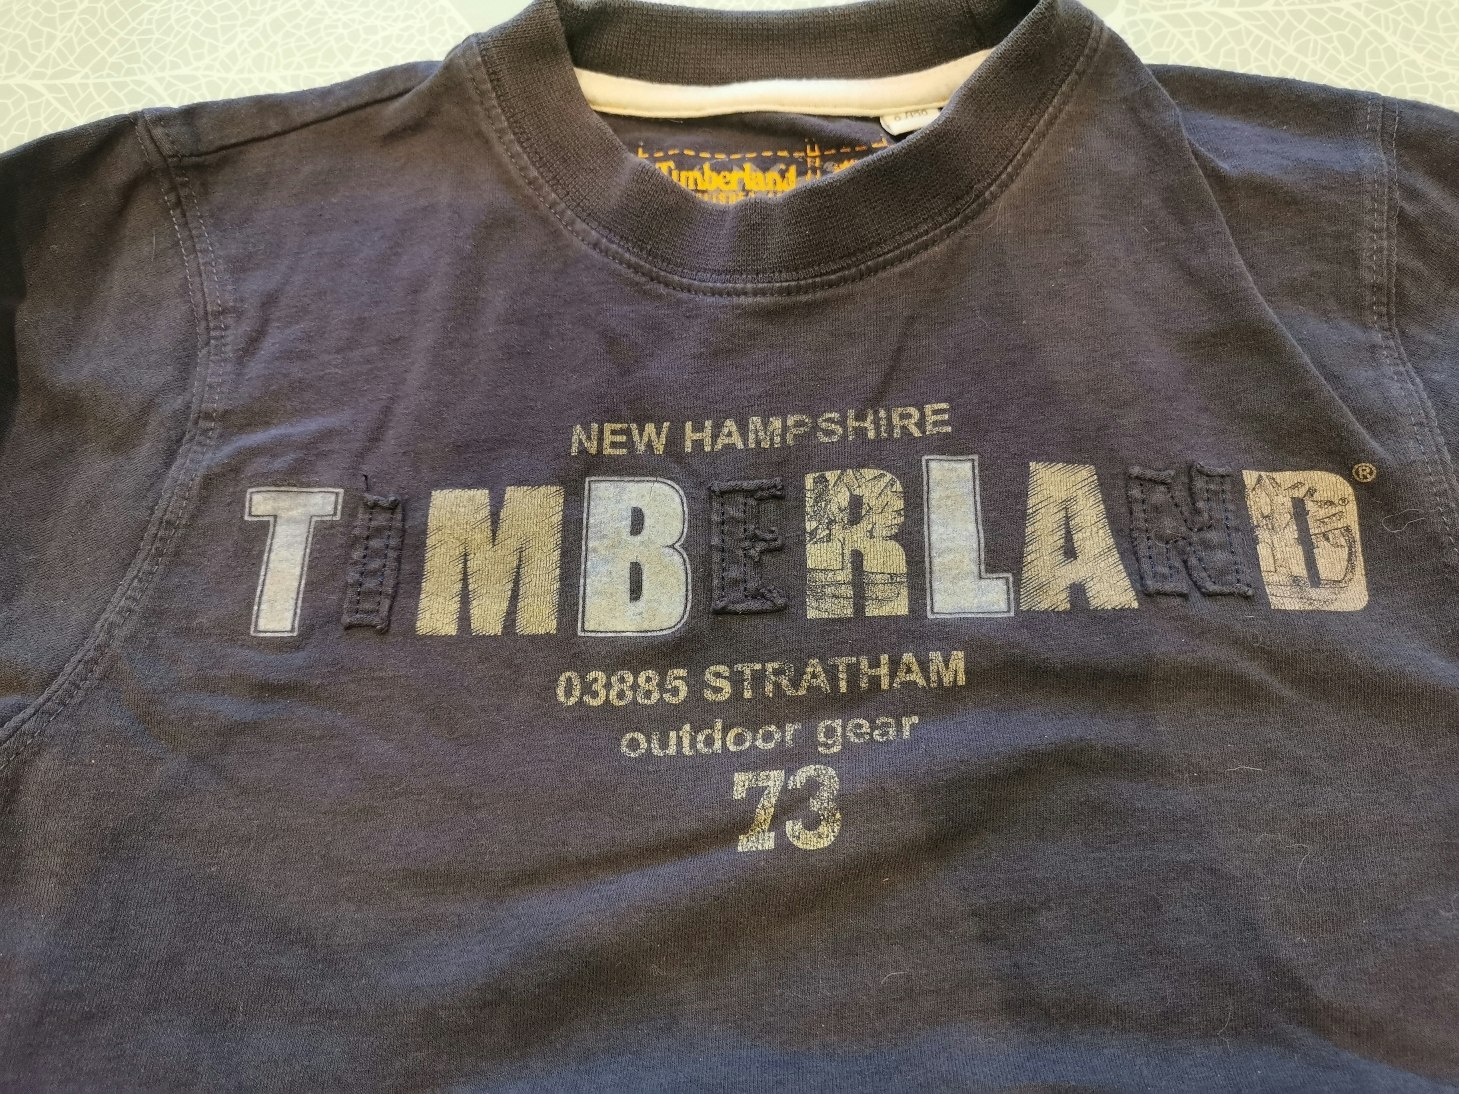 Timberland
NEW HAMPSHIRE
TIMBERLAND®
03885 STRATHAM
outdoor gear
73